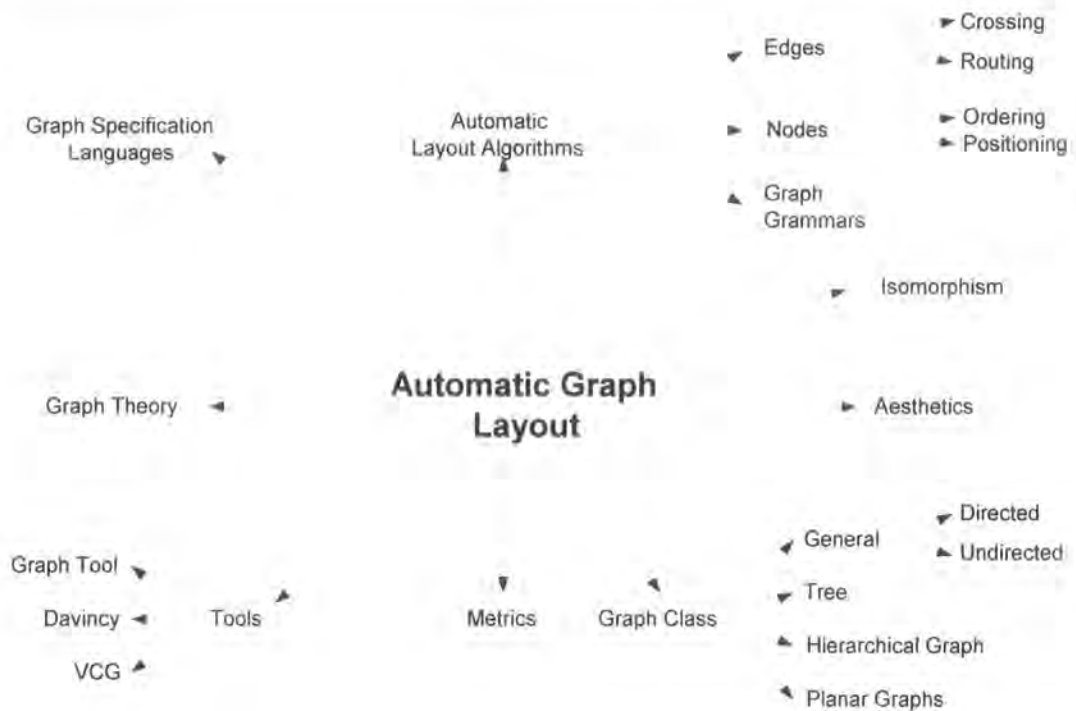 Crossing
Edges
Routing
Graph Specification
Languages
Automatic
Layout Algorithms
Nodes
Ordering
Positioning
Graph
Grammars
Isomorphism
Automatic Graph
Layout
Graph Theory
Aesthetics
General
Directed
Undirected
Graph Tool
Davincy
VCG
Tools
Metrics
Graph Class
Tree
Hierarchical Graph
Planar Graphs